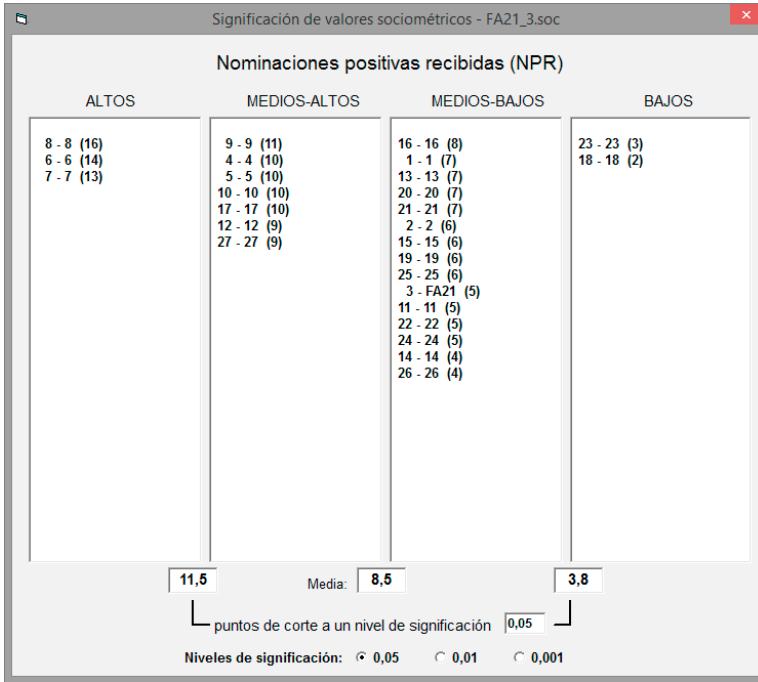 Significación de valores sociométricos - FA21_3.soc
Nominaciones positivas recibidas (NPR)
ALTOS
8 - 8 (16)
6 - 6 (14)
7 - 7 (13)
MEDIOS-ALTOS
9 - 9 (11)
4 - 4 (10)
5 - 5 (10)
10 - 10 (10)
17 - 17 (10)
12 - 12 (9)
27 - 27 (9)
MEDIOS-BAJOS
16 - 16 (8)
1 - 1 (7)
13 - 13 (7)
20 - 20 (7)
21 - 21 (7)
2 - 2 (6)
15 - 15 (6)
19 - 19 (6)
25 - 25 (6)
3 - FA21 (5)
11 - 11 (5)
22 - 22 (5)
24 - 24 (5)
14 - 14 (4)
26 - 26 (4)
BAJOS
23 - 23 (3)
18 - 18 (2)
11,5 Media: 8,5 3,8
puntos de corte a un nivel de significación 0,05
Niveles de significación: 0,05 0,01 0,001